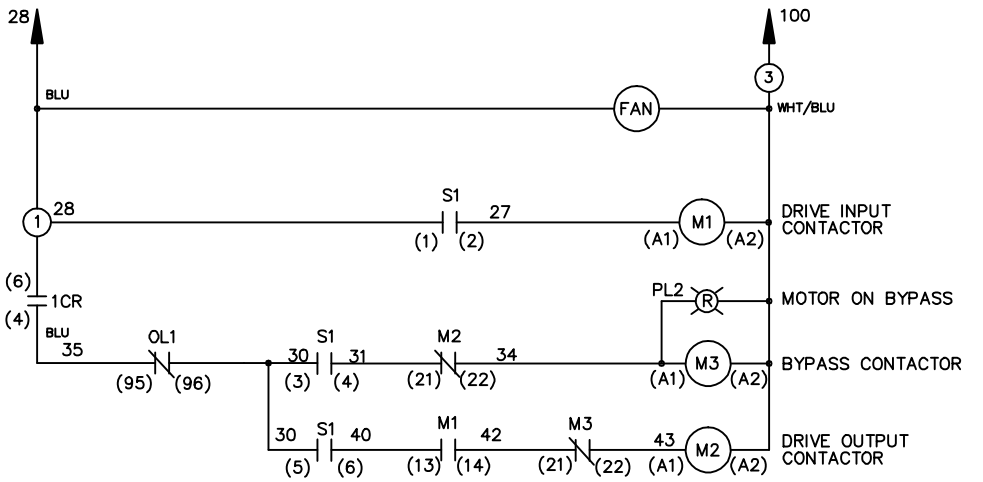 28
100
3
BLU
FAN
WHT/BLU
S1
1
28
27
M1
DRIVE INPUT
CONTACTOR
(1)
(2)
(A1)
(A2)
(6)
1CR
(4)
PL2
R
MOTOR ON BYPASS
BLU
35
OL1
(95)
(96)
30
S1
31
M2
34
M3
BYPASS CONTACTOR
(3)
(4)
(21)
(22)
(A1)
(A2)
30
S1
40
M1
42
M3
43
M2
DRIVE OUTPUT
CONTACTOR
(5)
(6)
(13)
(14)
(21)
(22)
(A1)
(A2)